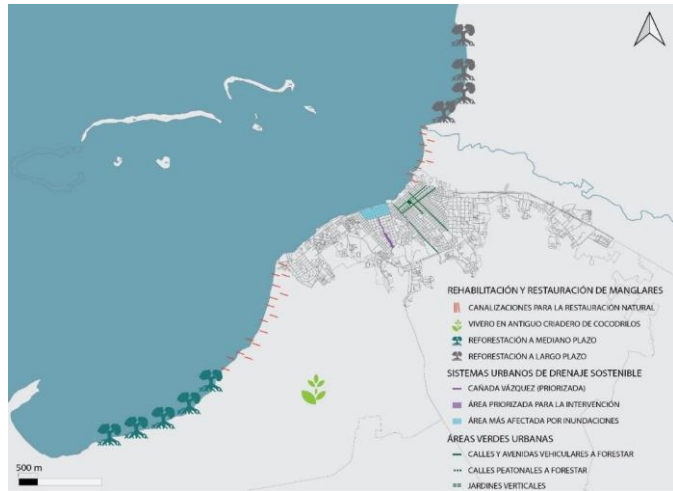 REHABILITACIÓN Y RESTAURACIÓN DE MANGLARES
CANALIZACIONES PARA LA RESTAURACIÓN NATURAL
VIVERO EN ANTIGUO CRIADERO DE COCODRILOS
REFORESTACIÓN A MEDIANO PLAZO
REFORESTACIÓN A LARGO PLAZO
SISTEMAS URBANOS DE DRENAJE SOSTENIBLE
CAÑADA VÁZQUEZ (PRIORIZADA)
ÁREA PRIORIZADA PARA LA INTERVENCIÓN
ÁREA MÁS AFECTADA POR INUNDACIONES
ÁREAS VERDES URBANAS
CALLES Y AVENIDAS VEHICULARES A FORESTAR
CALLES PEATONALES A FORESTAR
JARDINES VERTICALES
500 m